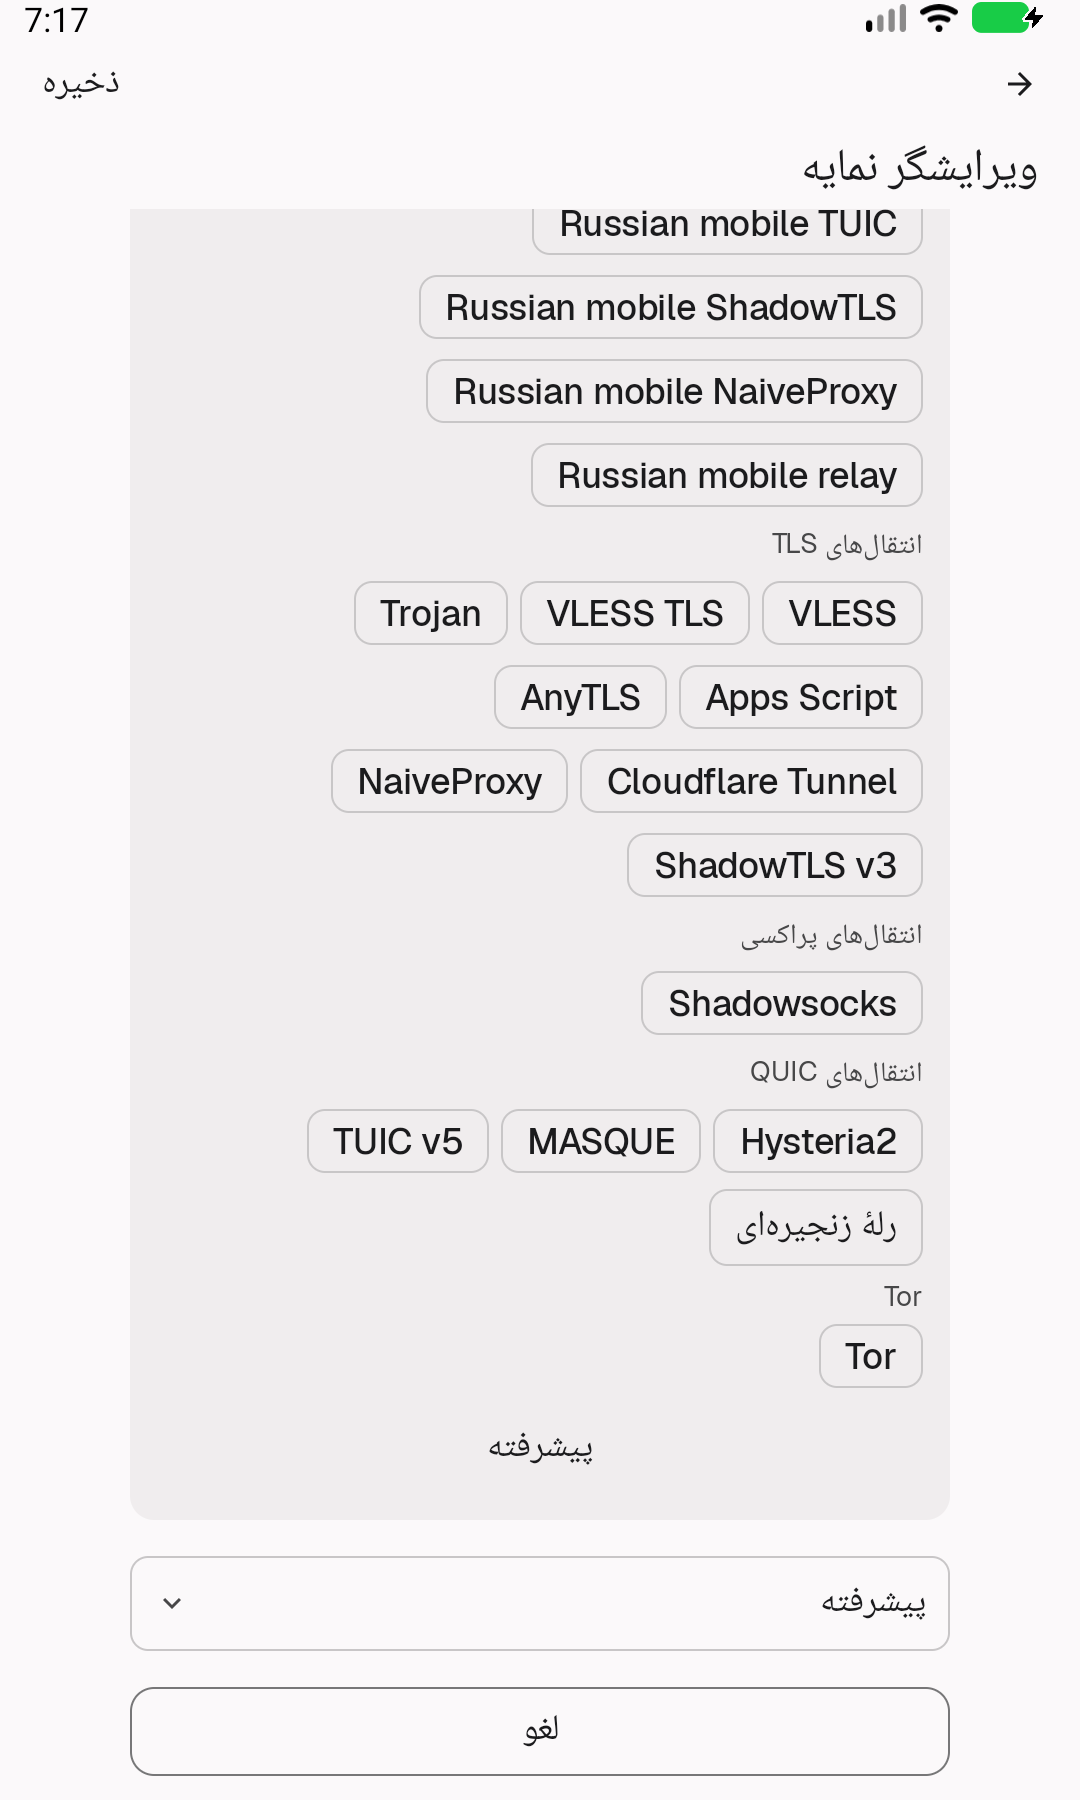 7:17
ذخیره
ویرایشگر نمایه
Russian mobile TUIC
Russian mobile ShadowTLS
Russian mobile NaiveProxy
Russian mobile relay
انتقال‌های TLS
VLESS
VLESS TLS
Trojan
Apps Script
AnyTLS
Cloudflare Tunnel
NaiveProxy
ShadowTLS v3
انتقال‌های پراکسی
Shadowsocks
انتقال‌های QUIC
Hysteria2
MASQUE
TUIC v5
رلهٔ زنجیره‌ای
Tor
Tor
پیشرفته
پیشرفته
لغو